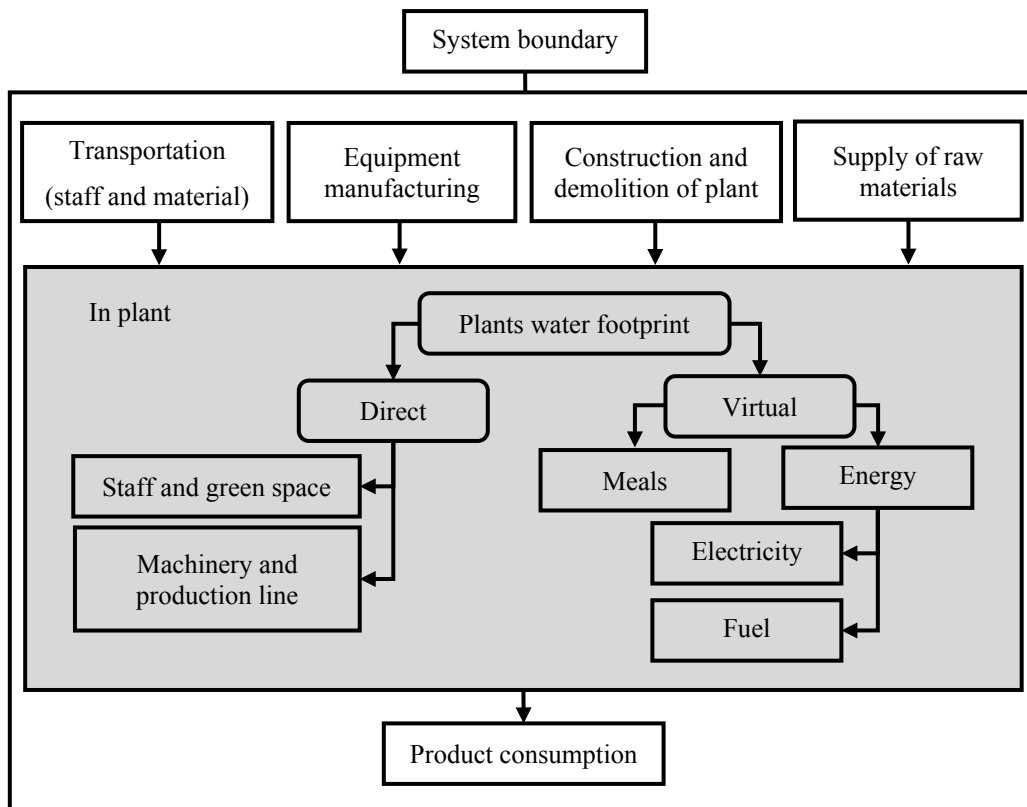 System boundary
Transportation
(staff and material)
Equipment
manufacturing
Construction and
demolition of plant
Supply of raw
materials
In plant
Plants water footprint
Direct
Virtual
Staff and green space
Meals
Energy
Machinery and
production line
Electricity
Fuel
Product consumption